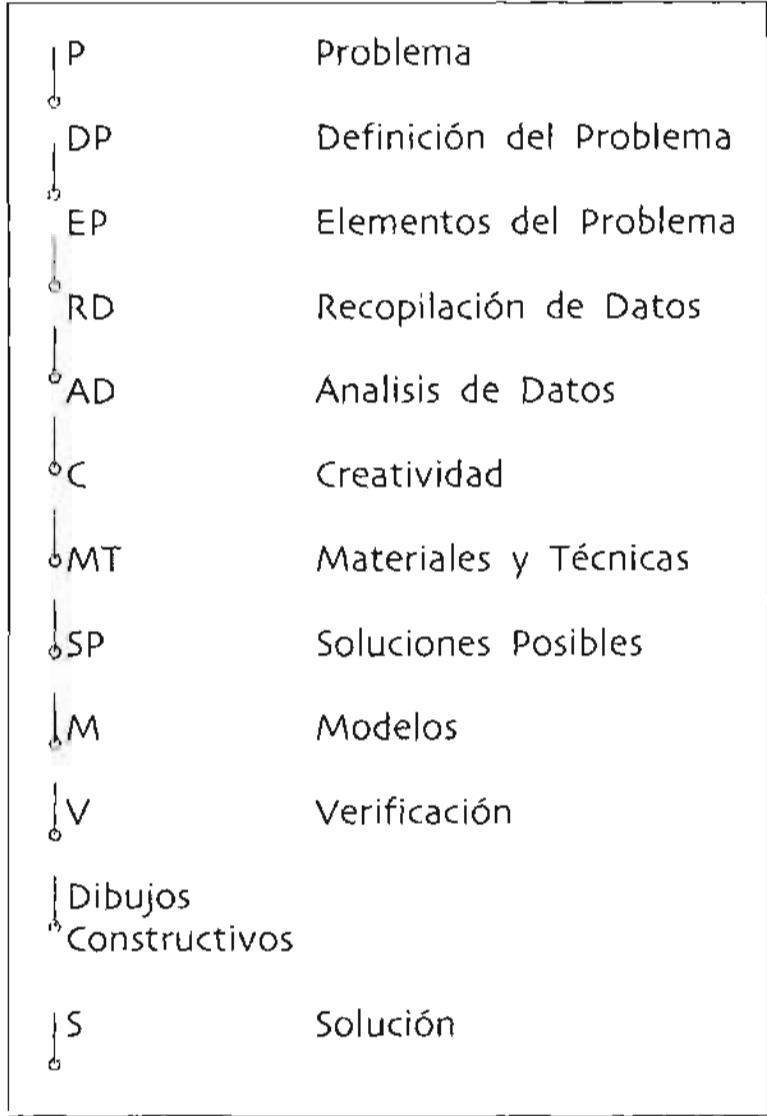 P Problema
DP Definición del Problema
EP Elementos del Problema
RD Recopilación de Datos
AD Analisis de Datos
C Creatividad
MT Materiales y Técnicas
SP Soluciones Posibles
M Modelos
V Verificación
Dibujos
Constructivos
S Solución